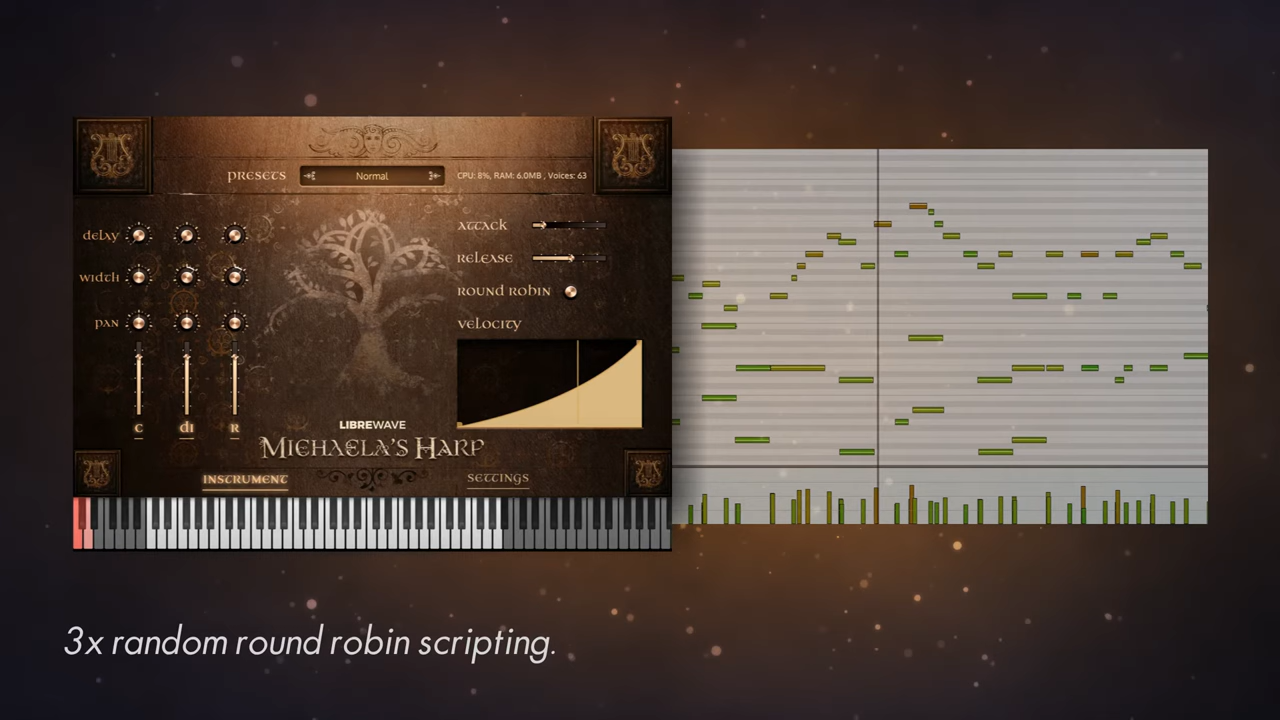 PRESETS
Normal
CPU: 8%, RAM: 6.0MB , Voices: 63
DELAY
WIDTH
PAN
C
DI
R
ATTACK
RELEASE
ROUND ROBIN
VELOCITY
LIBREWAVE
MICHAELA'S HARP
INSTRUMENT
SETTINGS
3x random round robin scripting.